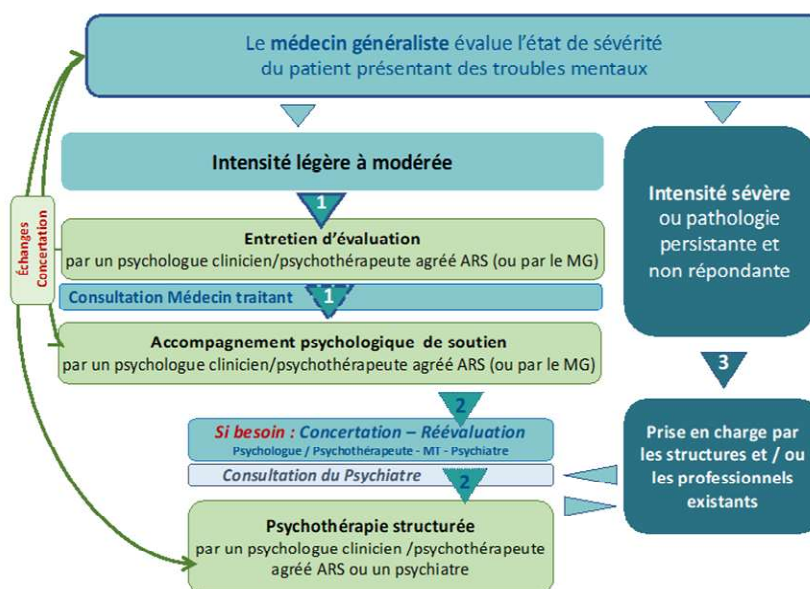 Le médecin généraliste évalue l’état de sévérité
du patient présentant des troubles mentaux
Intensité légère à modérée
1
Entretien d’évaluation
par un psychologue clinicien/psychothérapeute agréé ARS (ou par le MG)
Consultation Médecin traitant
1
Accompagnement psychologique de soutien
par un psychologue clinicien/psychothérapeute agréé ARS (ou par le MG)
Échanges
Concertation
2
Si besoin : Concertation – Réévaluation
Psychologue / Psychothérapeute - MT - Psychiatre
Consultation du Psychiatre
2
Psychothérapie structurée
par un psychologue clinicien /psychothérapeute
agréé ARS ou un psychiatre
Intensité sévère
ou pathologie
persistante et
non répondante
3
Prise en charge par
les structures et / ou
les professionnels
existants